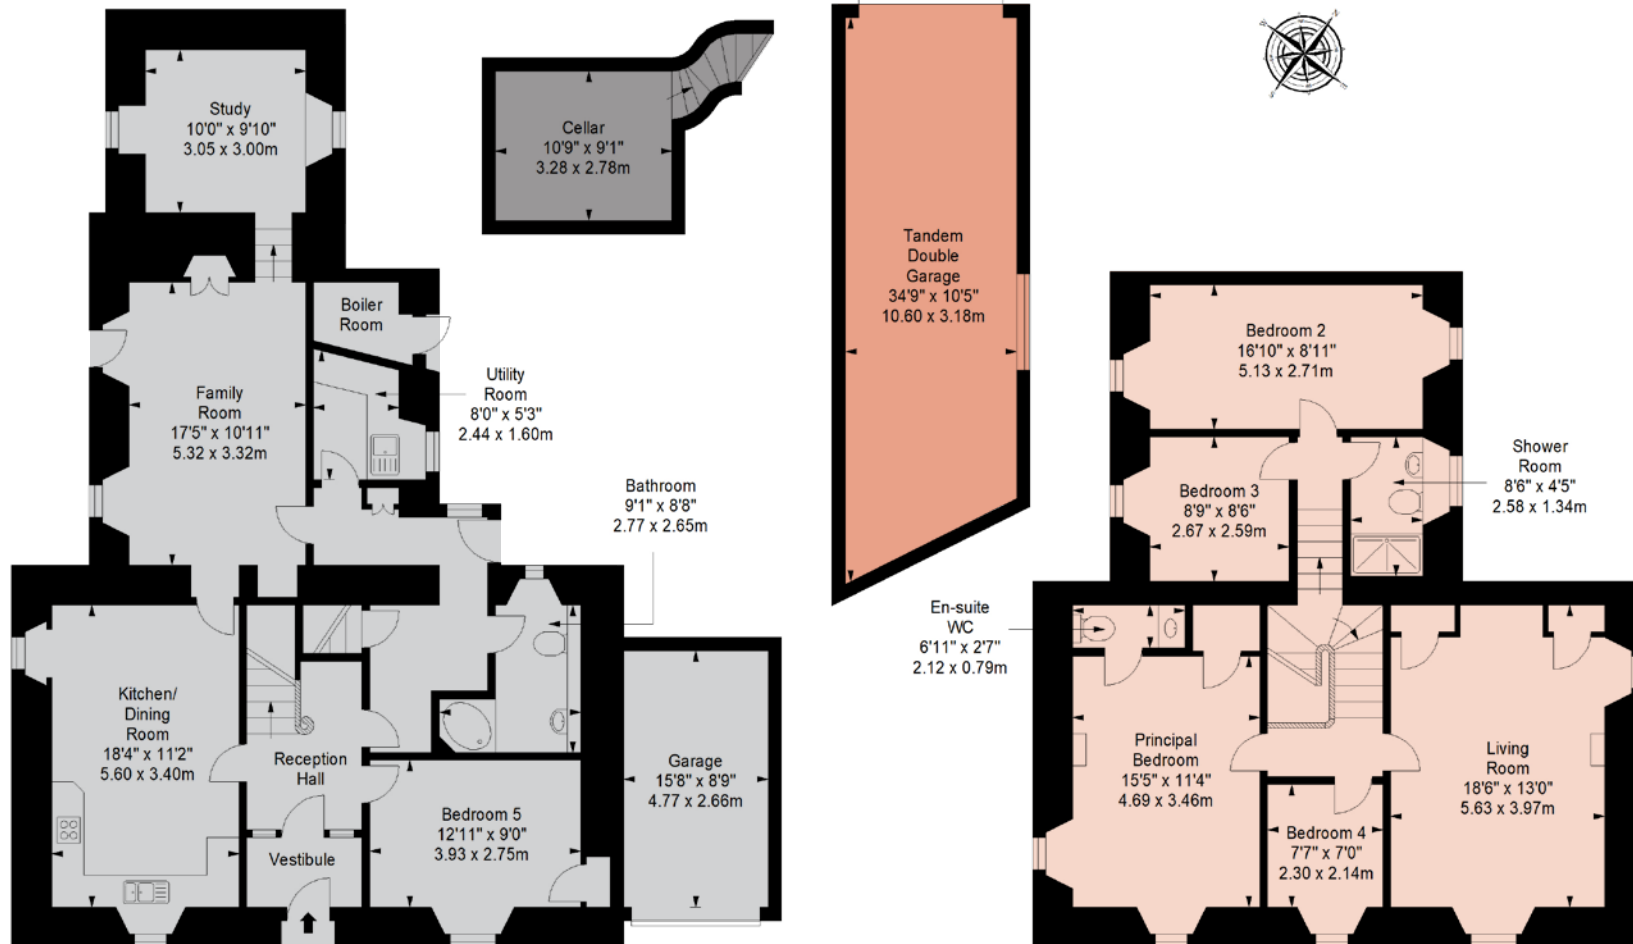 Study
10'0" x 9'10"
3.05 x 3.00m
Cellar
10'9" x 9'1"
3.28 x 2.78m
Tandem
Double
Garage
34'9" x 10'5"
10.60 x 3.18m
N
E
S
Boiler
Room
Utility
Room
8'0" x 5'3"
2.44 x 1.60m
Family
Room
17'5" x 10'11"
5.32 x 3.32m
Bathroom
9'1" x 8'8"
2.77 x 2.65m
Bedroom 2
16'10" x 8'11"
5.13 x 2.71m
Bedroom 3
8'9" x 8'6"
2.67 x 2.59m
Shower
Room
8'6" x 4'5"
2.58 x 1.34m
En-suite
WC
6'11" x 2'7"
2.12 x 0.79m
Kitchen/
Dining
Room
18'4" x 11'2"
5.60 x 3.40m
Reception
Hall
Vestibule
Bedroom 5
12'11" x 9'0"
3.93 x 2.75m
Garage
15'8" x 8'9"
4.77 x 2.66m
Principal
Bedroom
15'5" x 11'4"
4.69 x 3.46m
Bedroom 4
7'7" x 7'0"
2.30 x 2.14m
Living
Room
18'6" x 13'0"
5.63 x 3.97m